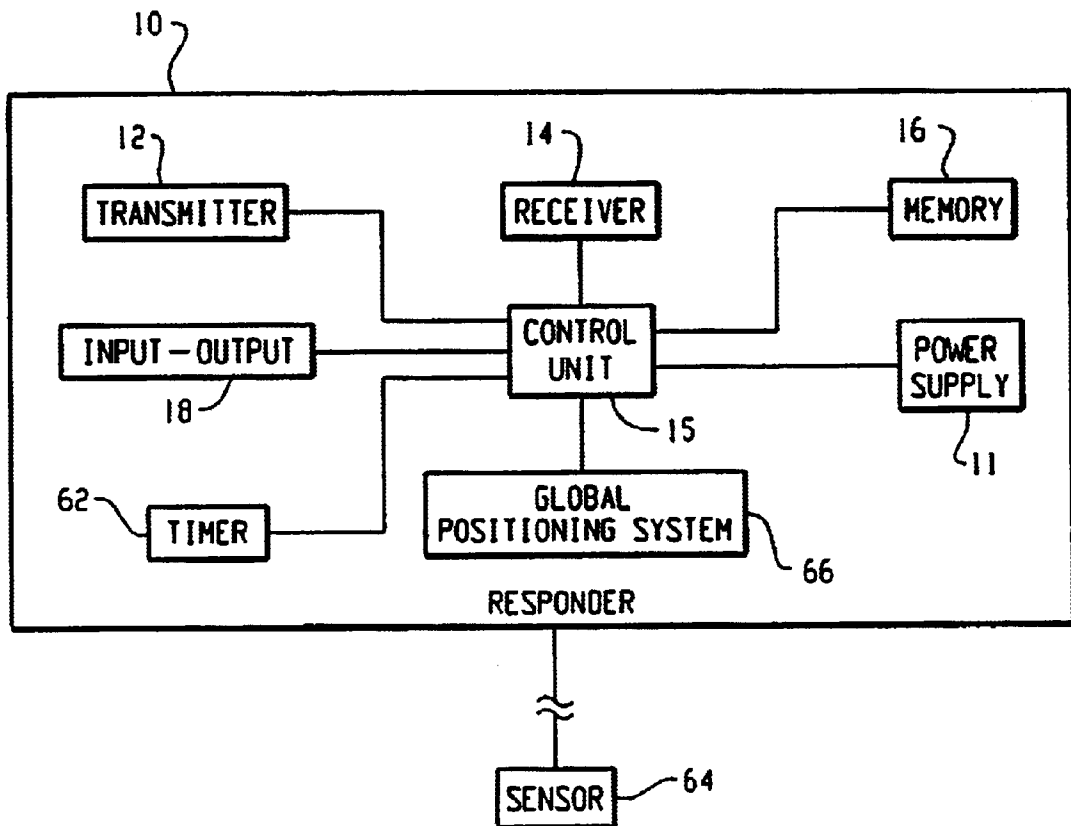 10
12
14
16
TRANSMITTER
RECEIVER
MEMORY
INPUT-OUTPUT
CONTROL
UNIT
POWER
SUPPLY
18
15
11
62
TIMER
GLOBAL
POSITIONING SYSTEM
66
RESPONDER
SENSOR
64